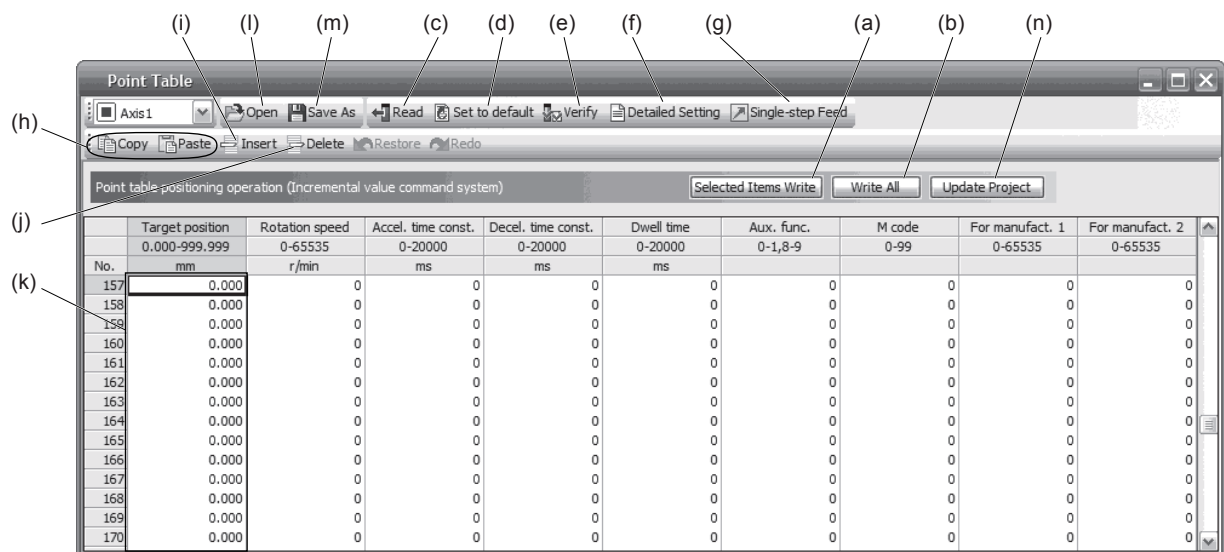 (i) (l) (m) (c) (d) (e) (f) (g) (a) (b) (n)
Point Table
Axis1 Open Save As Read Set to default Verify Detailed Setting Single-step Feed
(h)
Copy Paste Insert Delete Restore Redo
Point table positioning operation (Incremental value command system) Selected Items Write Write All Update Project
(j)
Target position Rotation speed Accel. time const. Decel. time const. Dwell time Aux. func. M code For manufact. 1 For manufact. 2
0.000-999.999 0-65535 0-20000 0-20000 0-20000 0-1,8-9 0-99 0-65535 0-65535
No. mm r/min ms ms ms
(k)
157 0.000 0 0 0 0 0 0 0 0
158 0.000 0 0 0 0 0 0 0 0
159 0.000 0 0 0 0 0 0 0 0
160 0.000 0 0 0 0 0 0 0 0
161 0.000 0 0 0 0 0 0 0 0
162 0.000 0 0 0 0 0 0 0 0
163 0.000 0 0 0 0 0 0 0 0
164 0.000 0 0 0 0 0 0 0 0
165 0.000 0 0 0 0 0 0 0 0
166 0.000 0 0 0 0 0 0 0 0
167 0.000 0 0 0 0 0 0 0 0
168 0.000 0 0 0 0 0 0 0 0
169 0.000 0 0 0 0 0 0 0 0
170 0.000 0 0 0 0 0 0 0 0